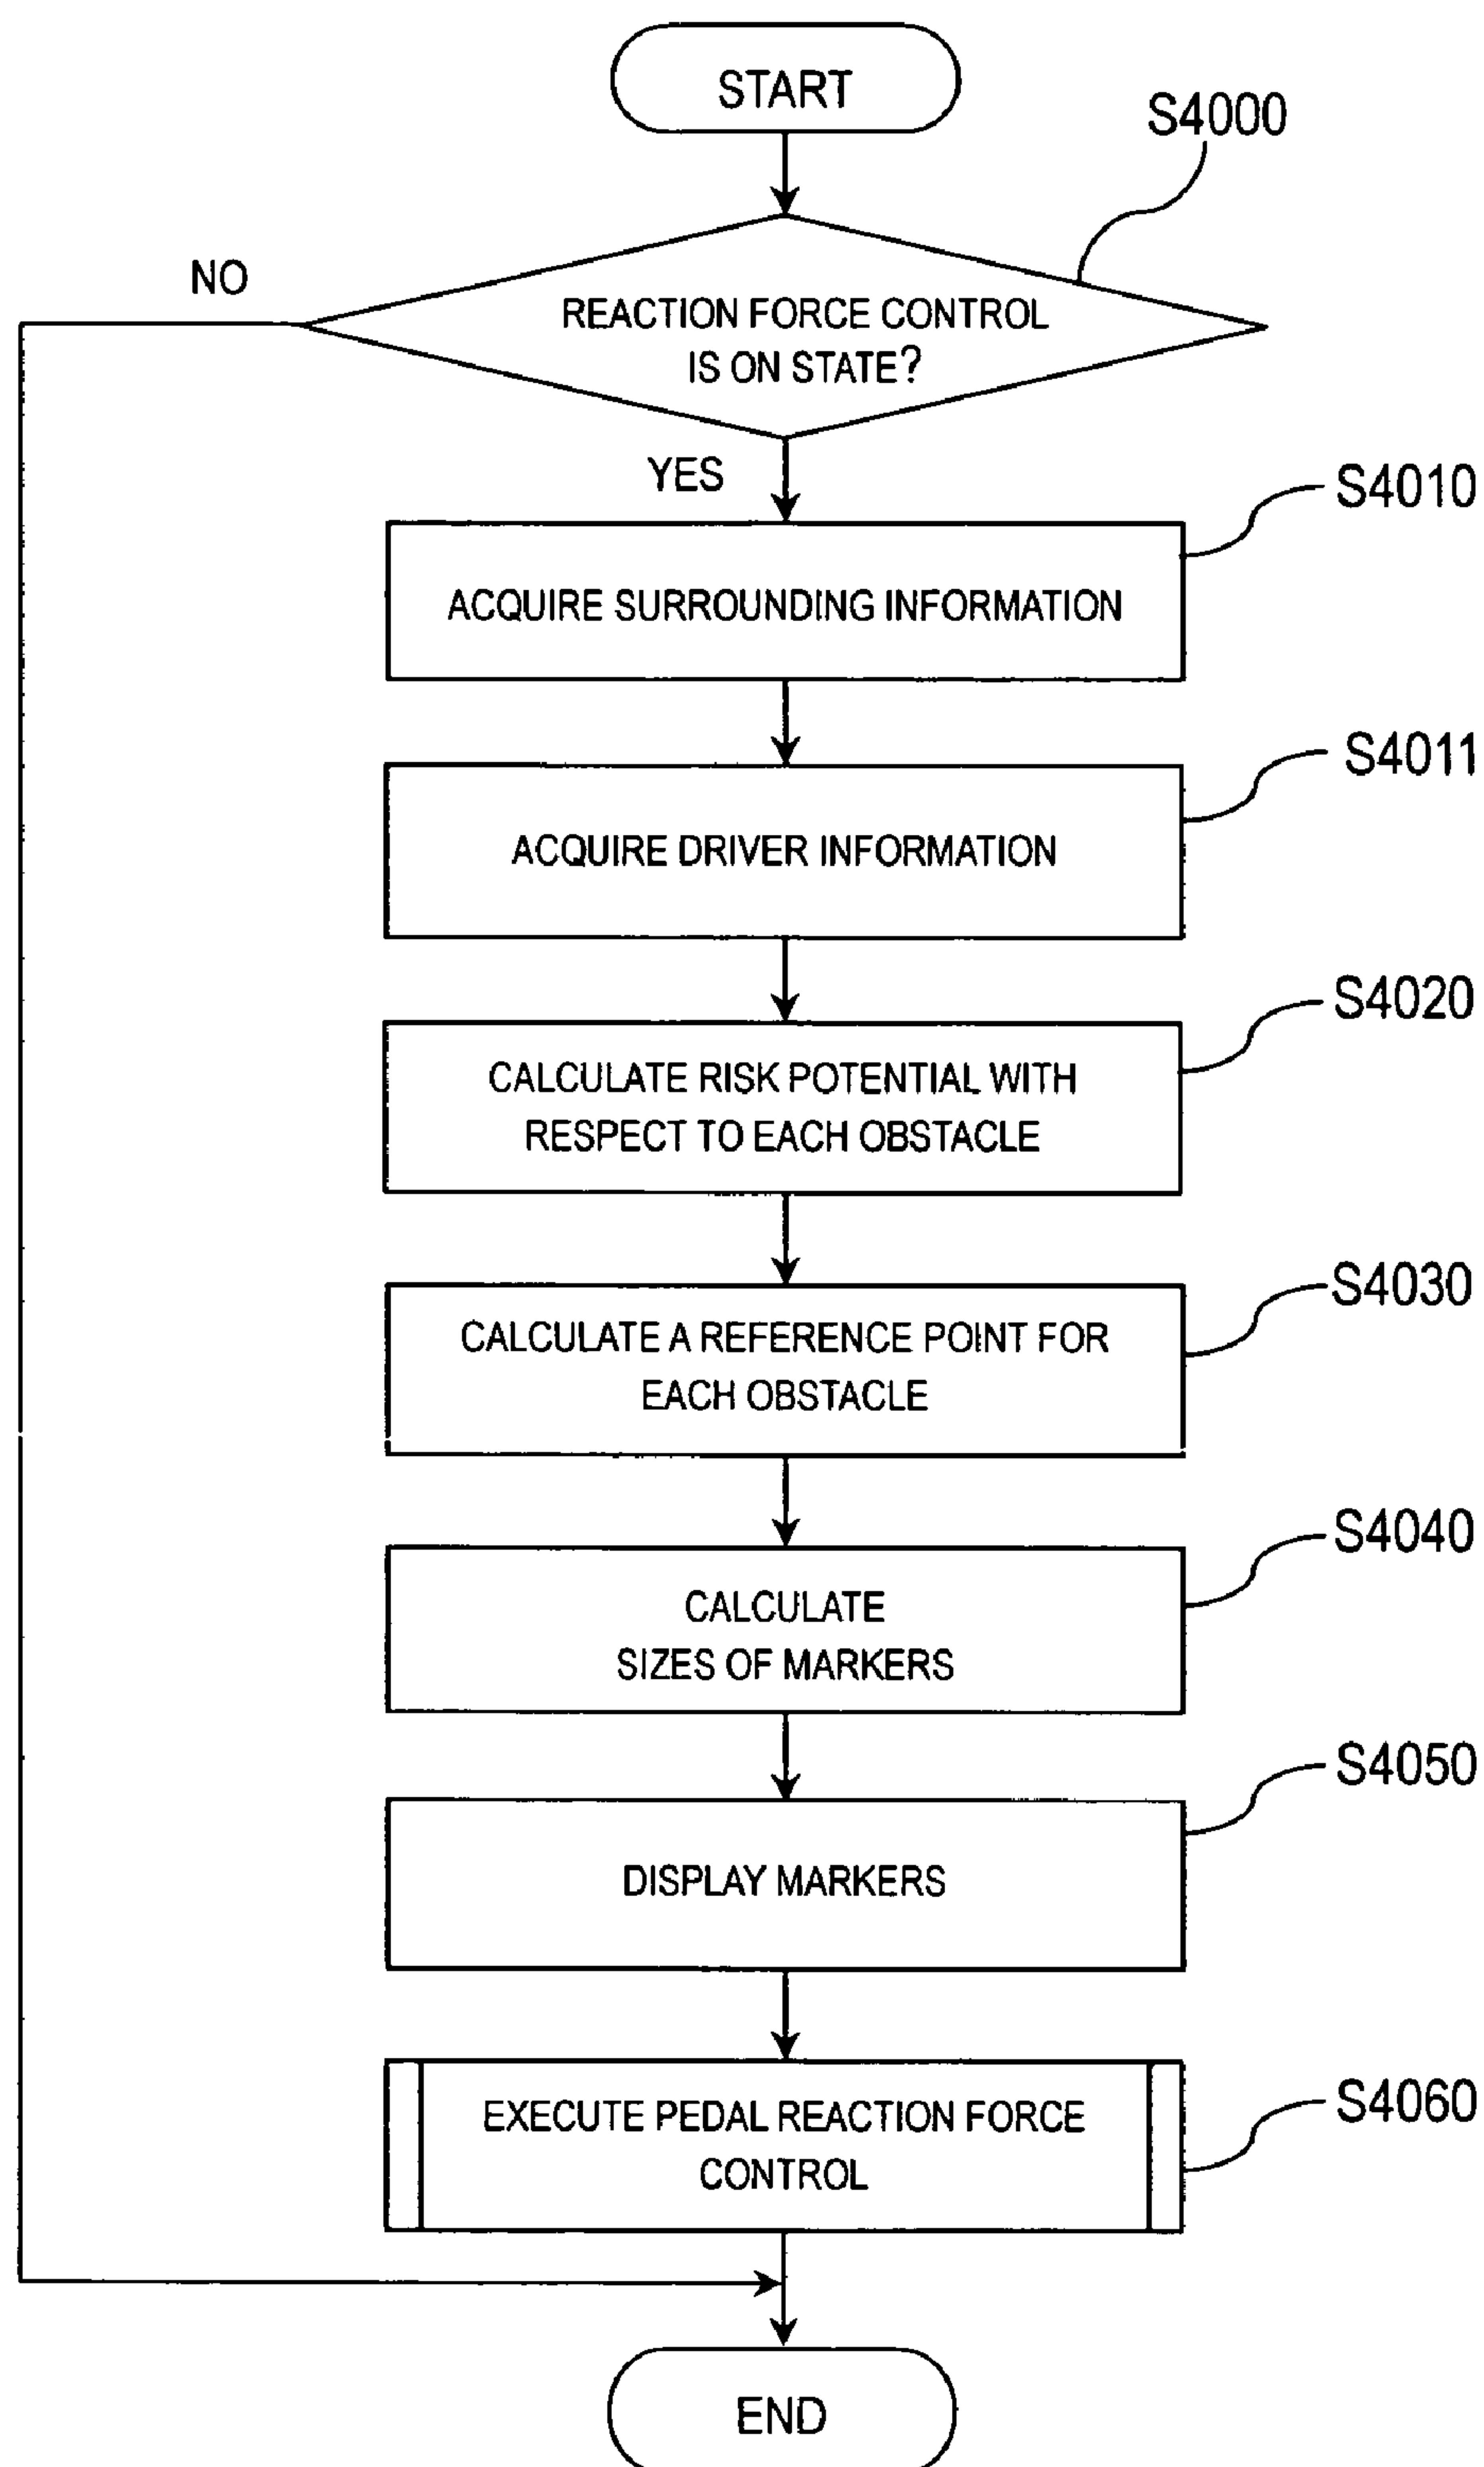 START
S4000
NO
REACTION FORCE CONTROL
IS ON STATE?
YES
S4010
ACQUIRE SURROUNDING INFORMATION
S4011
ACQUIRE DRIVER INFORMATION
S4020
CALCULATE RISK POTENTIAL WITH
RESPECT TO EACH OBSTACLE
S4030
CALCULATE A REFERENCE POINT FOR
EACH OBSTACLE
S4040
CALCULATE
SIZES OF MARKERS
S4050
DISPLAY MARKERS
S4060
EXECUTE PEDAL REACTION FORCE
CONTROL
END